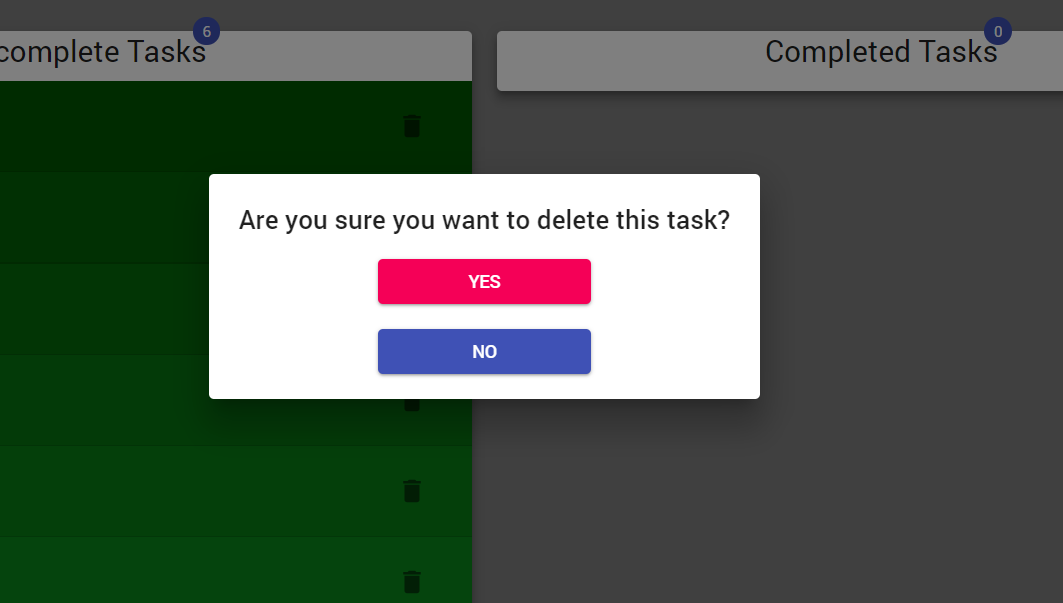 6
complete Tasks
0
Completed Tasks
Are you sure you want to delete this task?
YES
NO